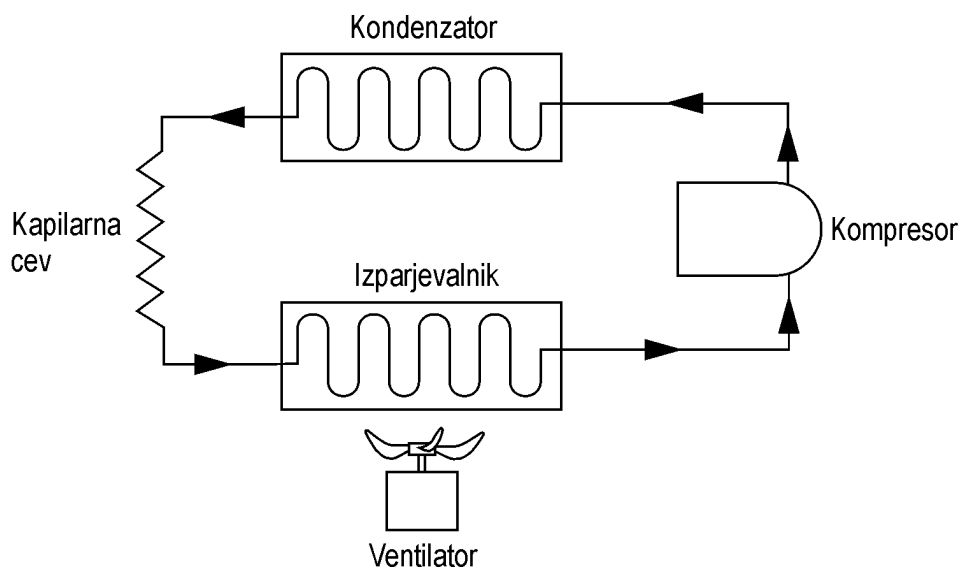 Kondenzator
Kapilarna
cev
Kompresor
Izparjevalnik
Ventilator